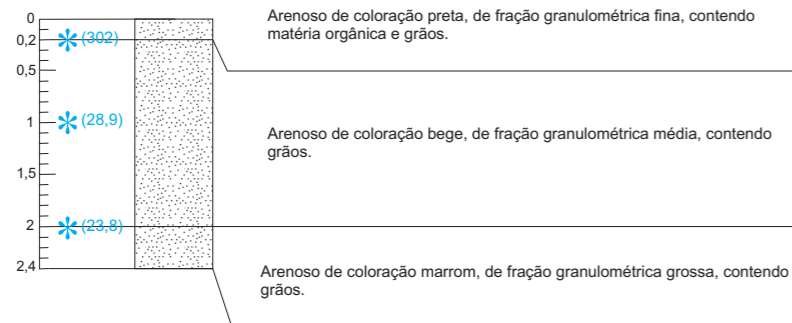 0
Arenoso de coloração preta, de fração granulométrica fina, contendo
matéria orgânica e grãos.
0,2
(302)
0,5
1
(28,9)
Arenoso de coloração bege, de fração granulométrica média, contendo
grãos.
1,5
2
(23,8)
2,4
Arenoso de coloração marrom, de fração granulométrica grossa, contendo
grãos.